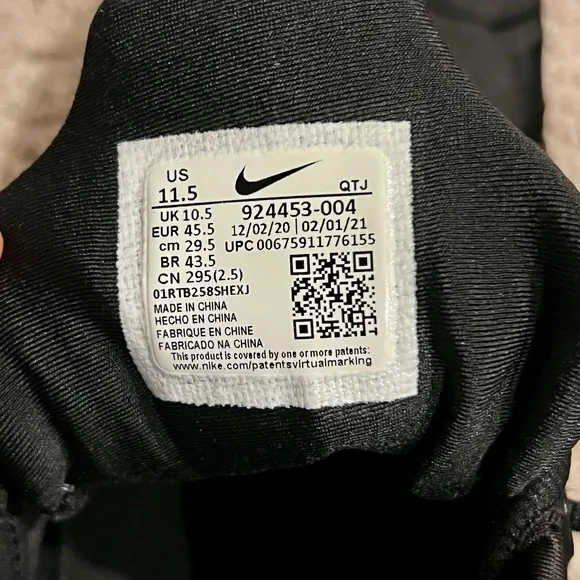 US
11.5
QTJ
UK 10.5
924453-004
EUR 45.5
12/02/20 | 02/01/21
cm 29.5
UPC 00675911776155
BR 43.5
CN 295(2.5)
01RTB258SHEXJ
MADE IN CHINA
HECHO EN CHINA
FABRIQUE EN CHINE
FABRICADO NA CHINA
This product is covered by one or more patents:
www.nike.com/patentsvirtualmarking